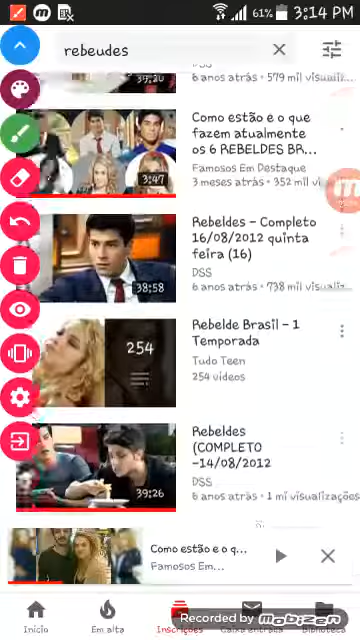 61% 3:14 PM
rebeudes
39:20
DSS
6 anos atrás • 579 mil visualiz...
Como estão e o que
fazem atualmente
os 6 REBELDES BR...
Famosos Em Destaque
3 meses atrás • 352 mil vi
3:47
Rebeldes - Completo
16/08/2012 quinta
feira (16)
DSS
6 anos atrás • 738 mil visualiz...
38:58
Rebelde Brasil - 1
Temporada
Tudo Teen
254 vídeos
254
Rebeldes
(COMPLETO
-14/08/2012
DSS
6 anos atrás • 1 mi visualizações
39:26
Como estão e o q...
Famosos Em...
Início
Em alta
Inscrições
Caixa entrada
Biblioteca
Recorded by Mobizen